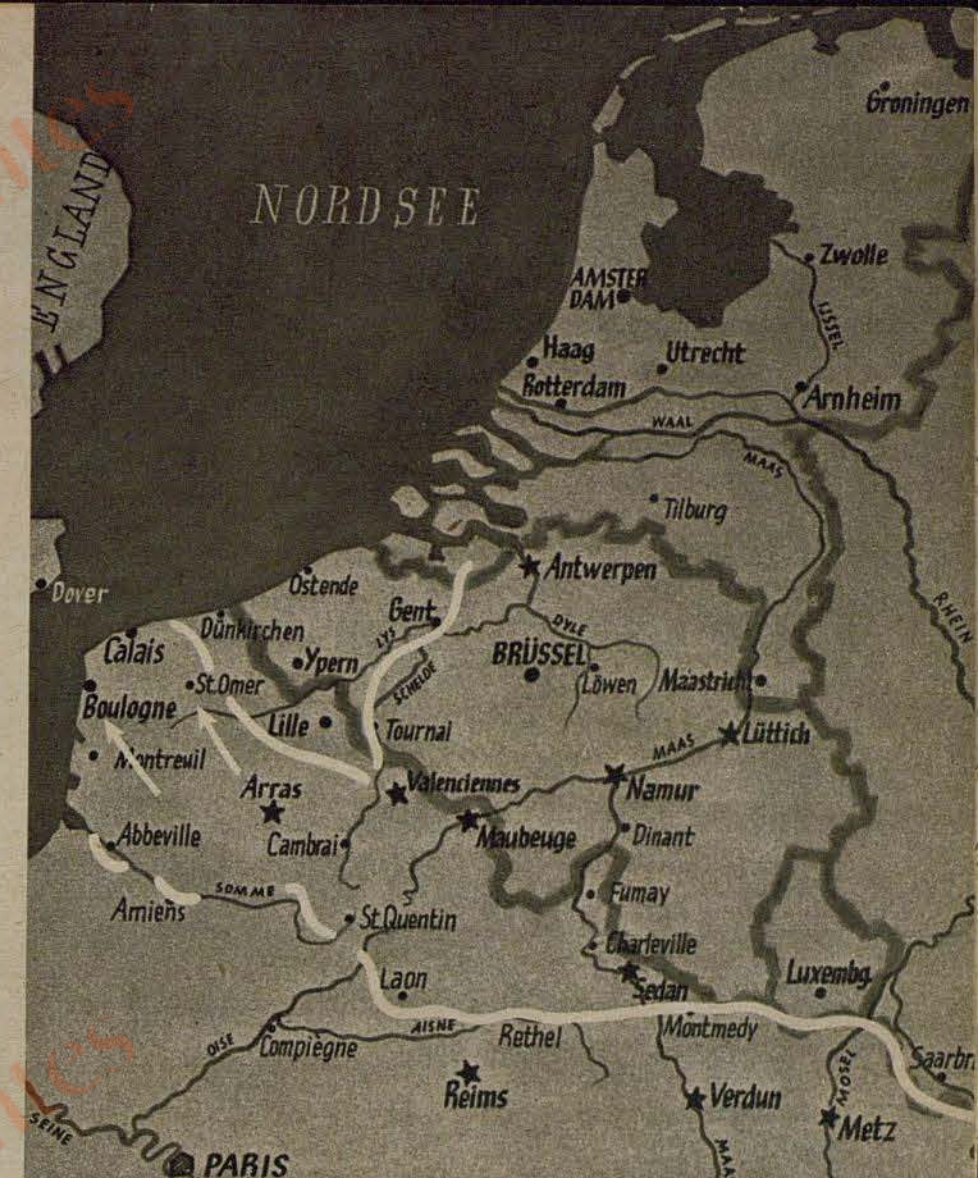 Groningen
NORDSEE
ENGLAND
Zwolle
AMSTER
DAM
IJSSEL
Haag
Utrecht
Rotterdam
Arnheim
WAAL
MAAS
Tilburg
Antwerpen
Ostende
Dover
RHEIN
Gent
Dünkirchen
LYS
DYLE
Calais
Ypern
BRÜSSEL
St.Omer
SCHELDE
Löwen
Maastricht
Boulogne
Lille
Tournai
Lüttich
Montreuil
MAAS
Arras
Valenciennes
Namur
Abbeville
Cambrai
Maubeuge
Dinant
SOMME
Fumay
Amiens
St.Quentin
Charleville
Laon
Sedan
Luxembg.
AISNE
Rethel
Montmedy
OISE
Compiègne
Saarbr
Reims
Verdun
MOSEL
SEINE
Metz
PARIS
MAA